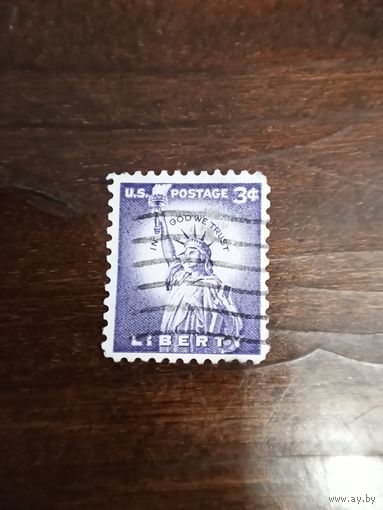 U.S. POSTAGE 3¢
IN GOD WE TRUST
LIBERTY
www.ay.by